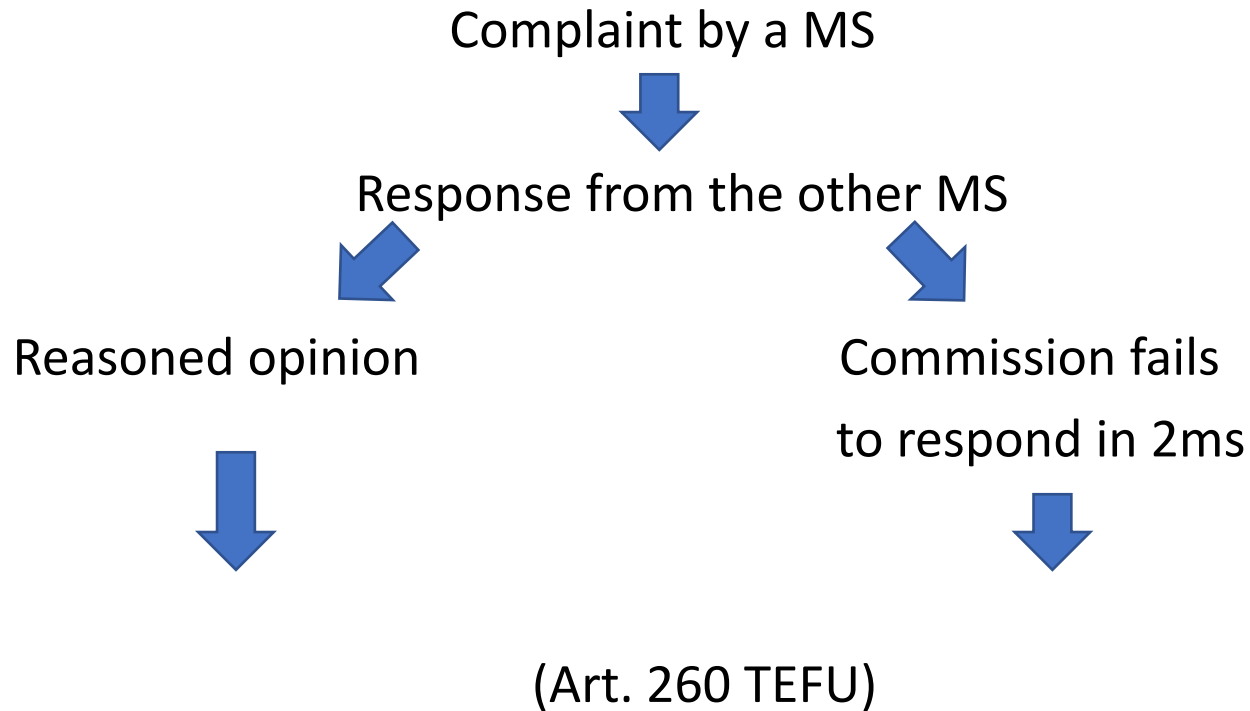 Complaint by a MS
Response from the other MS
Reasoned opinion
Commission fails
to respond in 2ms
(Art. 260 TEFU)